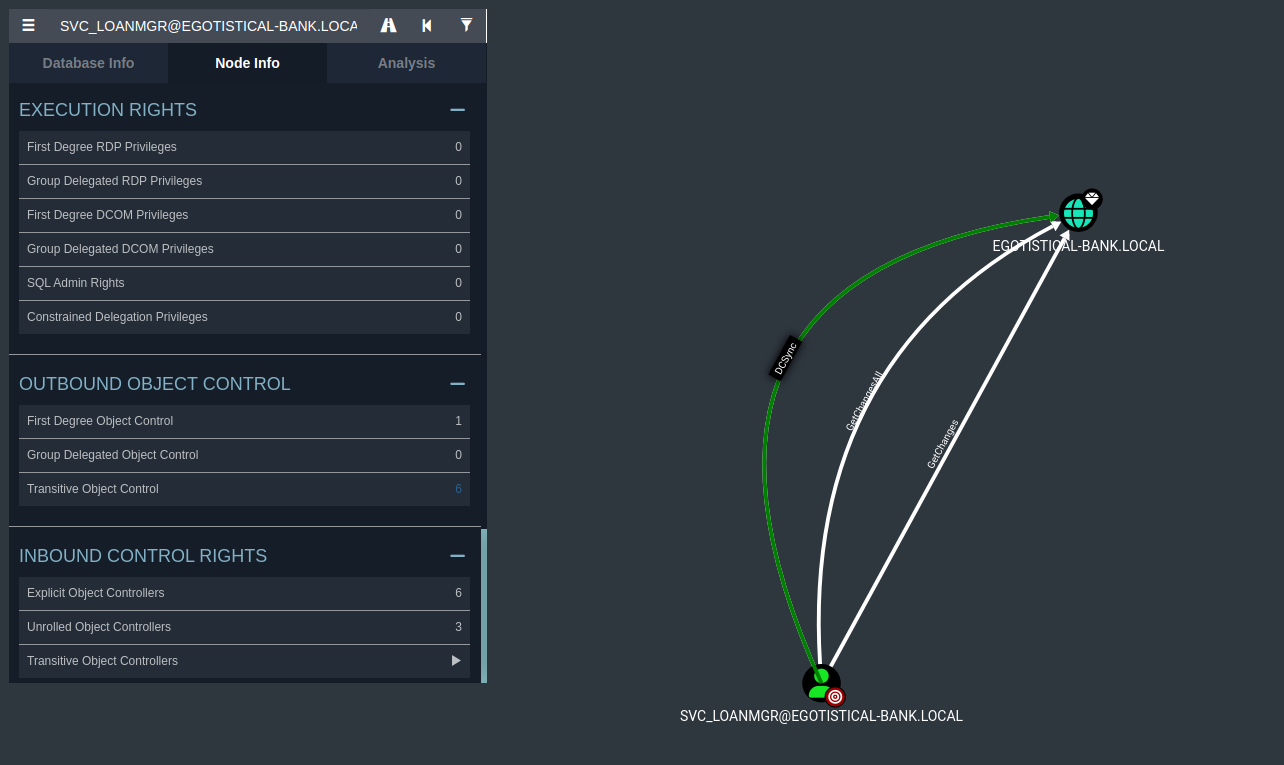 SVC_LOANMGR@EGOTISTICAL-BANK.LOCA
Database Info
Node Info
Analysis
EXECUTION RIGHTS
First Degree RDP Privileges 0
Group Delegated RDP Privileges 0
First Degree DCOM Privileges 0
Group Delegated DCOM Privileges 0
SQL Admin Rights 0
Constrained Delegation Privileges 0
OUTBOUND OBJECT CONTROL
First Degree Object Control 1
Group Delegated Object Control 0
Transitive Object Control 6
INBOUND CONTROL RIGHTS
Explicit Object Controllers 6
Unrolled Object Controllers 3
Transitive Object Controllers
EGOTISTICAL-BANK.LOCAL
DCSync
GetChangesAll
GetChanges
SVC_LOANMGR@EGOTISTICAL-BANK.LOCAL